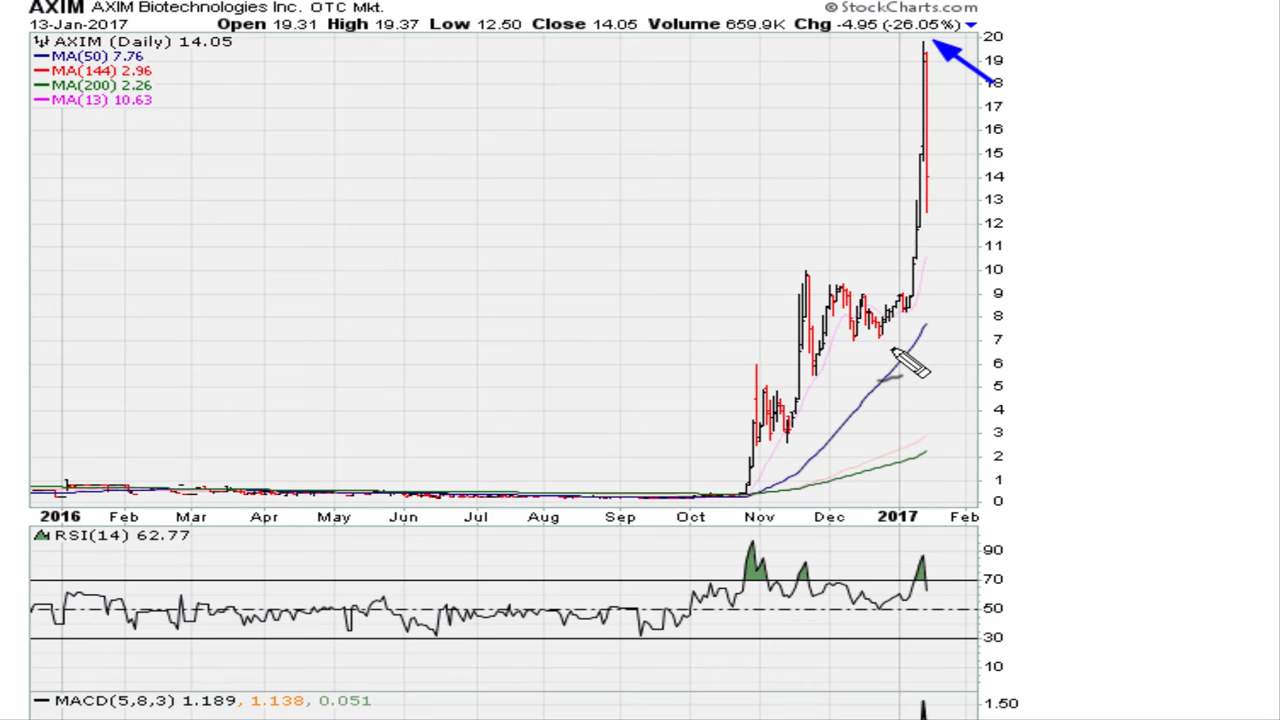 AXIM AXIM Biotechnologies Inc. OTC Mkt. © StockCharts.com
13-Jan-2017 Open 19.31 High 19.37 Low 12.50 Close 14.05 Volume 659.9K Chg -4.95 (-26.05%)
AXIM (Daily) 14.05
MA(50) 7.76
MA(144) 2.96
MA(200) 2.26
MA(13) 10.63
20
19
18
17
16
15
14
13
12
11
10
9
8
7
6
5
4
3
2
1
0
2016 Feb Mar Apr May Jun Jul Aug Sep Oct Nov Dec 2017 Feb
RSI(14) 62.77
90
70
50
30
10
MACD(5,8,3) 1.189, 1.138, 0.051
1.50